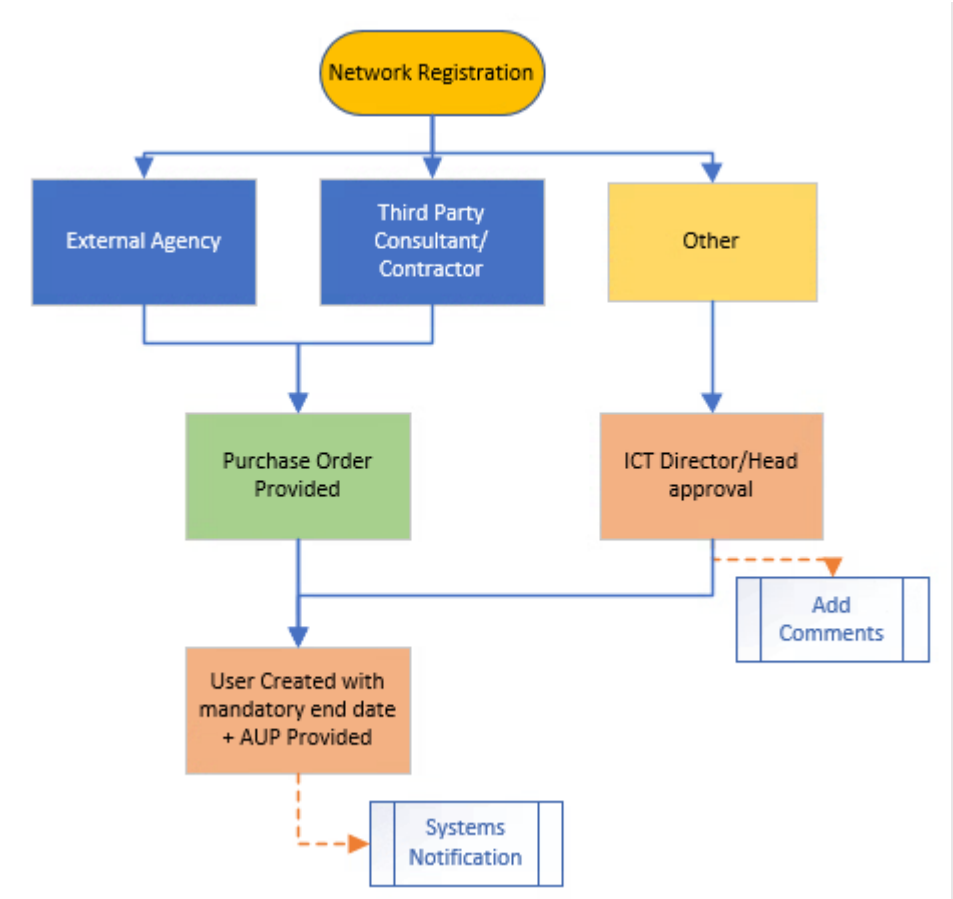 Network Registration
External Agency
Third Party
Consultant/
Contractor
Other
Purchase Order
Provided
ICT Director/Head
approval
Add
Comments
User Created with
mandatory end date
+ AUP Provided
Systems
Notification